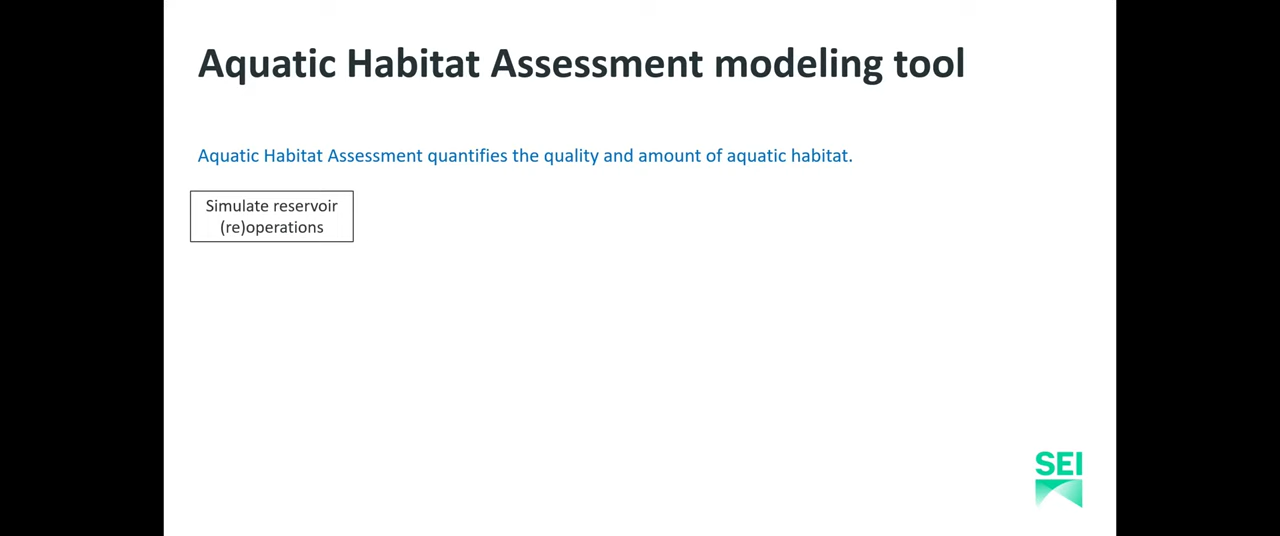 Aquatic Habitat Assessment modeling tool
Aquatic Habitat Assessment quantifies the quality and amount of aquatic habitat.
Simulate reservoir
(re)operations
SEI